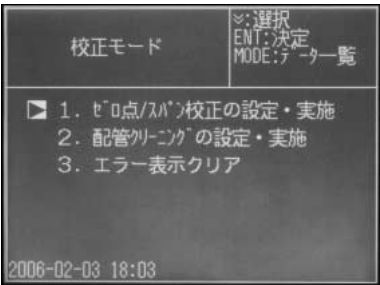 校正モード
※:選択
ENT:決定
MODE:ﾃﾞｰﾀ一覧
1. ｾﾞﾛ点/ｽﾊﾟﾝ校正の設定・実施
2. 配管ｸﾘｰﾆﾝｸﾞの設定・実施
3. エラー表示クリア
2006-02-03 18:03